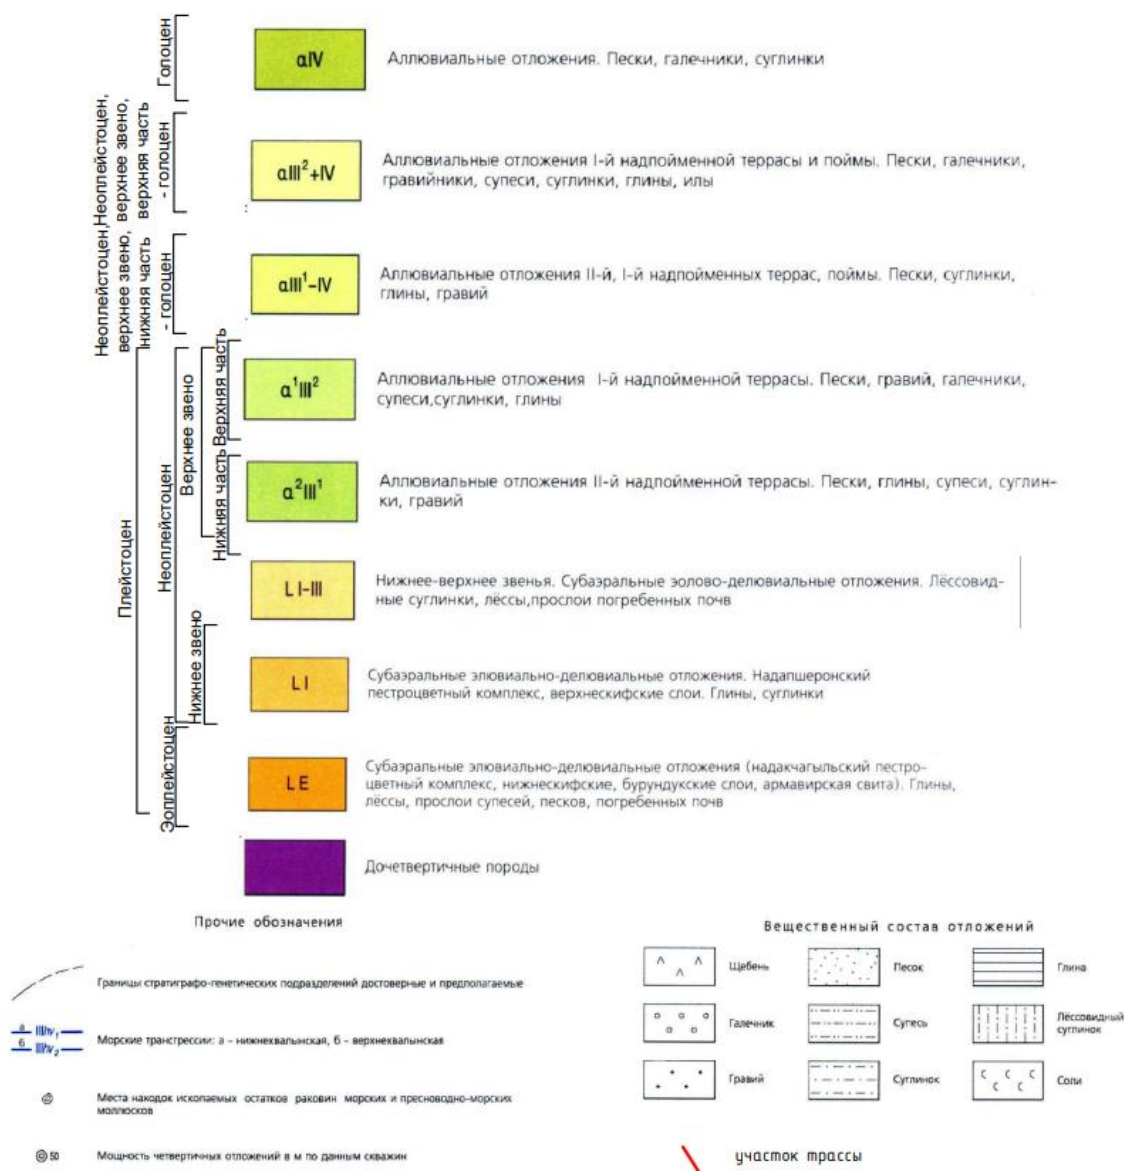 Голоцен
αIV
Аллювиальные отложения. Пески, галечники, суглинки
Неоплейстоцен,
верхнее звено,
верхняя часть
- голоцен
αIII²+IV
Аллювиальные отложения I-й надпойменной террасы и поймы. Пески, галечники,
гравийники, супеси, суглинки, глины, илы
Неоплейстоцен,
верхнее звено,
нижняя часть
- голоцен
αIII¹-IV
Аллювиальные отложения II-й, I-й надпойменных террас, поймы. Пески, суглинки,
глины, гравий
Плейстоцен
Неоплейстоцен
Верхнее звено
Верхняя часть
α¹III²
Аллювиальные отложения I-й надпойменной террасы. Пески, гравий, галечники,
супеси,суглинки, глины
Нижняя часть
α²III¹
Аллювиальные отложения II-й надпойменной террасы. Пески, глины, супеси, суглин-
ки, гравий
L I-III
Нижнее-верхнее звенья. Субаэральные эолово-делювиальные отложения. Лёссовид-
ные суглинки, лёссы,прослои погребенных почв
Нижнее звено
L I
Субаэральные элювиально-делювиальные отложения. Надапшеронский
пестроцветный комплекс, верхнескифские слои. Глины, суглинки
Эоплейстоцен
L E
Субаэральные элювиально-делювиальные отложения (надакчагыльский пестро-
цветный комплекс, нижнескифские, бурундукские слои, армавирская свита). Глины,
лёссы, прослои супесей, песков, погребенных почв
Дочетвертичные породы
Прочие обозначения
Границы стратиграфо-генетических подразделений достоверные и предполагаемые
а IIIhv₁
б IIIhv₂
Морские трансгрессии: а - нижнехвалынская, б - верхнехвалынская
Места находок ископаемых остатков раковин морских и пресноводно-морских
моллюсков
50
Мощность четвертичных отложений в м по данным скважин
Вещественный состав отложений
Щебень
Песок
Глина
Галечник
Супесь
Лёссовидный
суглинок
Гравий
Суглинок
Соли
участок трассы